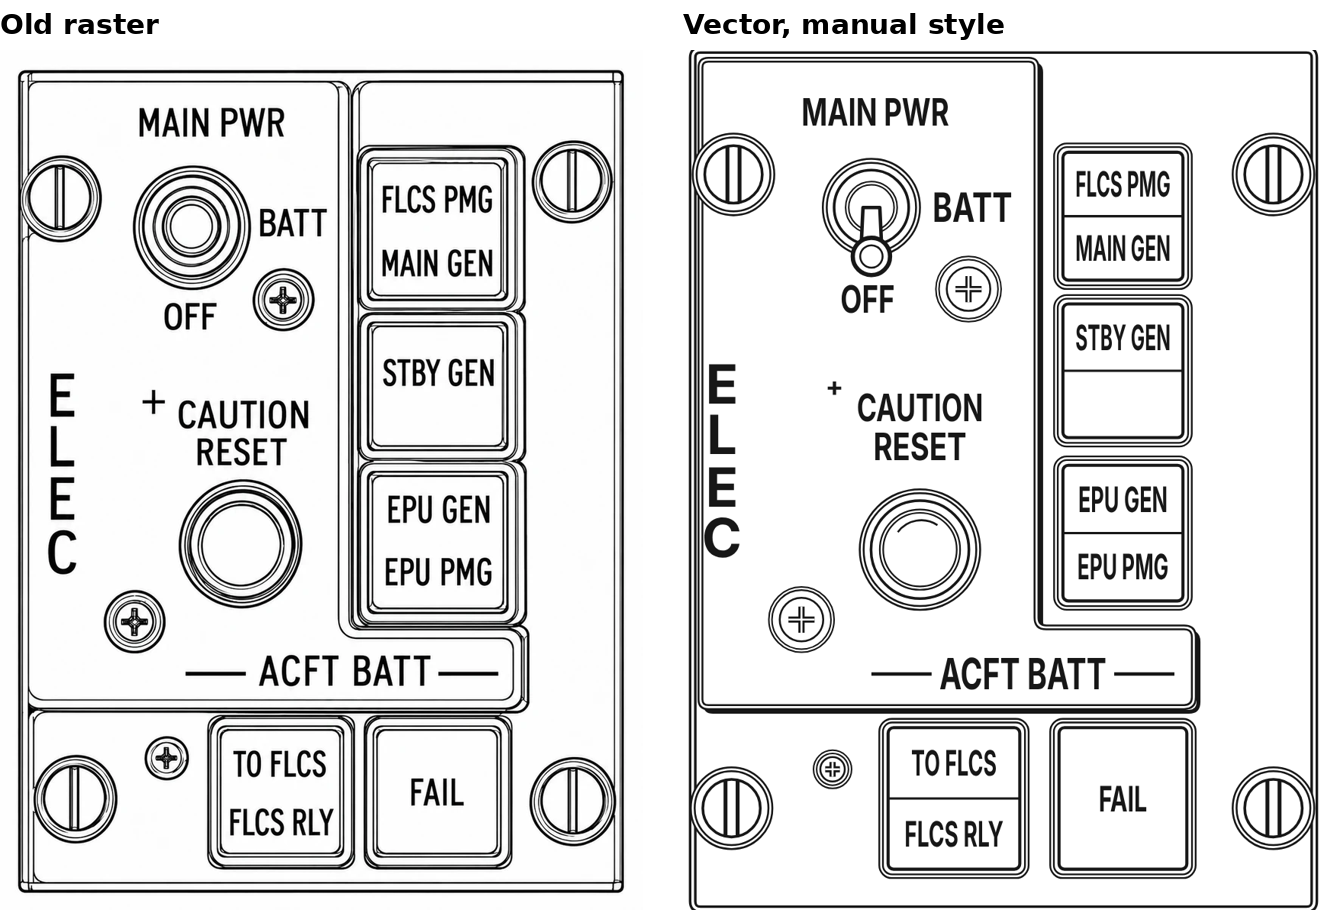 Old raster
MAIN PWR
BATT
OFF
FLCS PMG
MAIN GEN
STBY GEN
ELEC
+
CAUTION
RESET
EPU GEN
EPU PMG
ACFT BATT
TO FLCS
FLCS RLY
FAIL
Vector, manual style
MAIN PWR
BATT
OFF
FLCS PMG
MAIN GEN
STBY GEN
ELEC
+
CAUTION
RESET
EPU GEN
EPU PMG
ACFT BATT
TO FLCS
FLCS RLY
FAIL